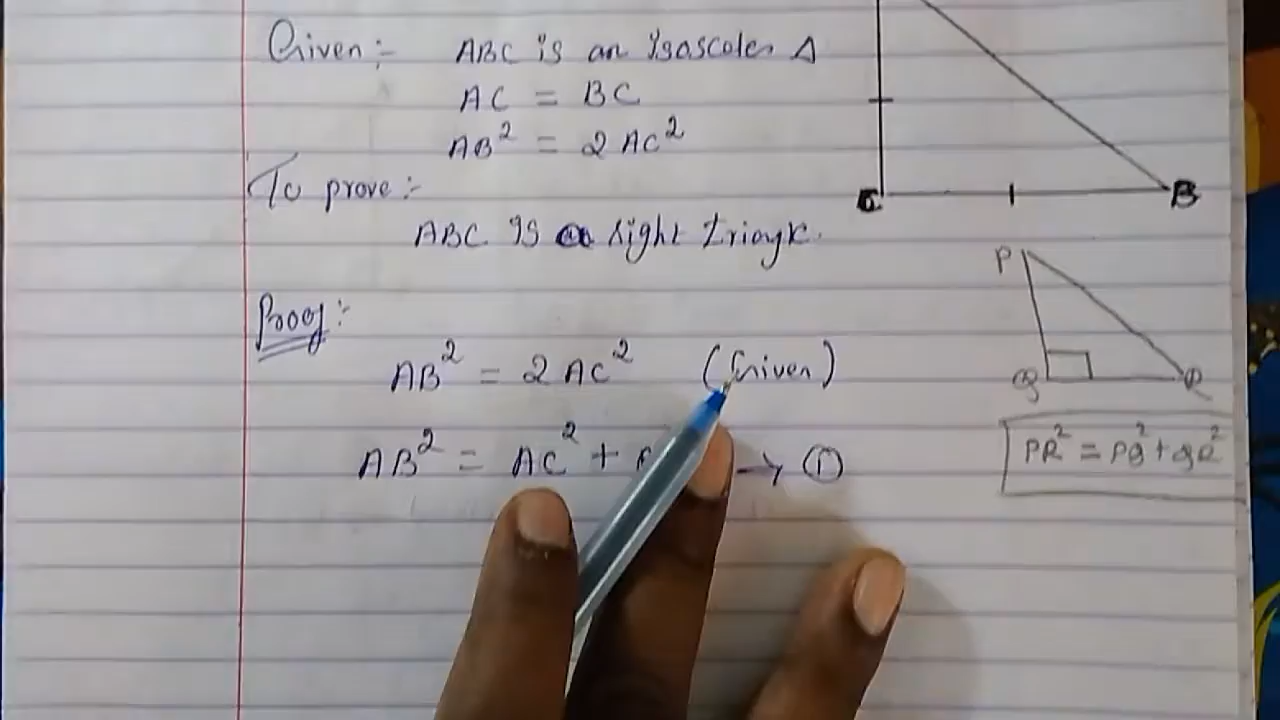 Given :- ABC is an isosceles Δ
AC = BC
AB² = 2 AC²
To prove :-
ABC is a right triangle.
Proof :-
AB² = 2 AC² (Given)
AB² = AC² + → ①
C B
P
Q R
PR² = PQ² + QR²